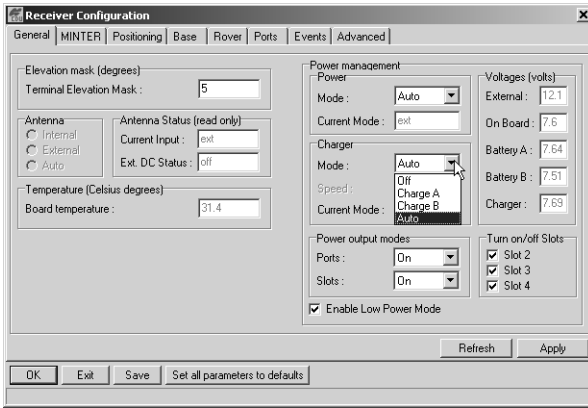 Receiver Configuration
General MINTER Positioning Base Rover Ports Events Advanced
Elevation mask (degrees)
Terminal Elevation Mask : 5
Antenna
Internal
External
Auto
Antenna Status (read only)
Current Input : ext
Ext. DC Status : off
Temperature (Celsius degrees)
Board temperature : 31.4
Power management
Power
Mode : Auto
Current Mode : ext
Charger
Mode : Auto
Speed :
Current Mode :
Off
Charge A
Charge B
Auto
Power output modes
Ports : On
Slots : On
Voltages (volts)
External : 12.1
On Board : 7.6
Battery A : 7.64
Battery B : 7.51
Charger : 7.69
Turn on/off Slots
Slot 2
Slot 3
Slot 4
Enable Low Power Mode
Refresh Apply
OK Exit Save Set all parameters to defaults